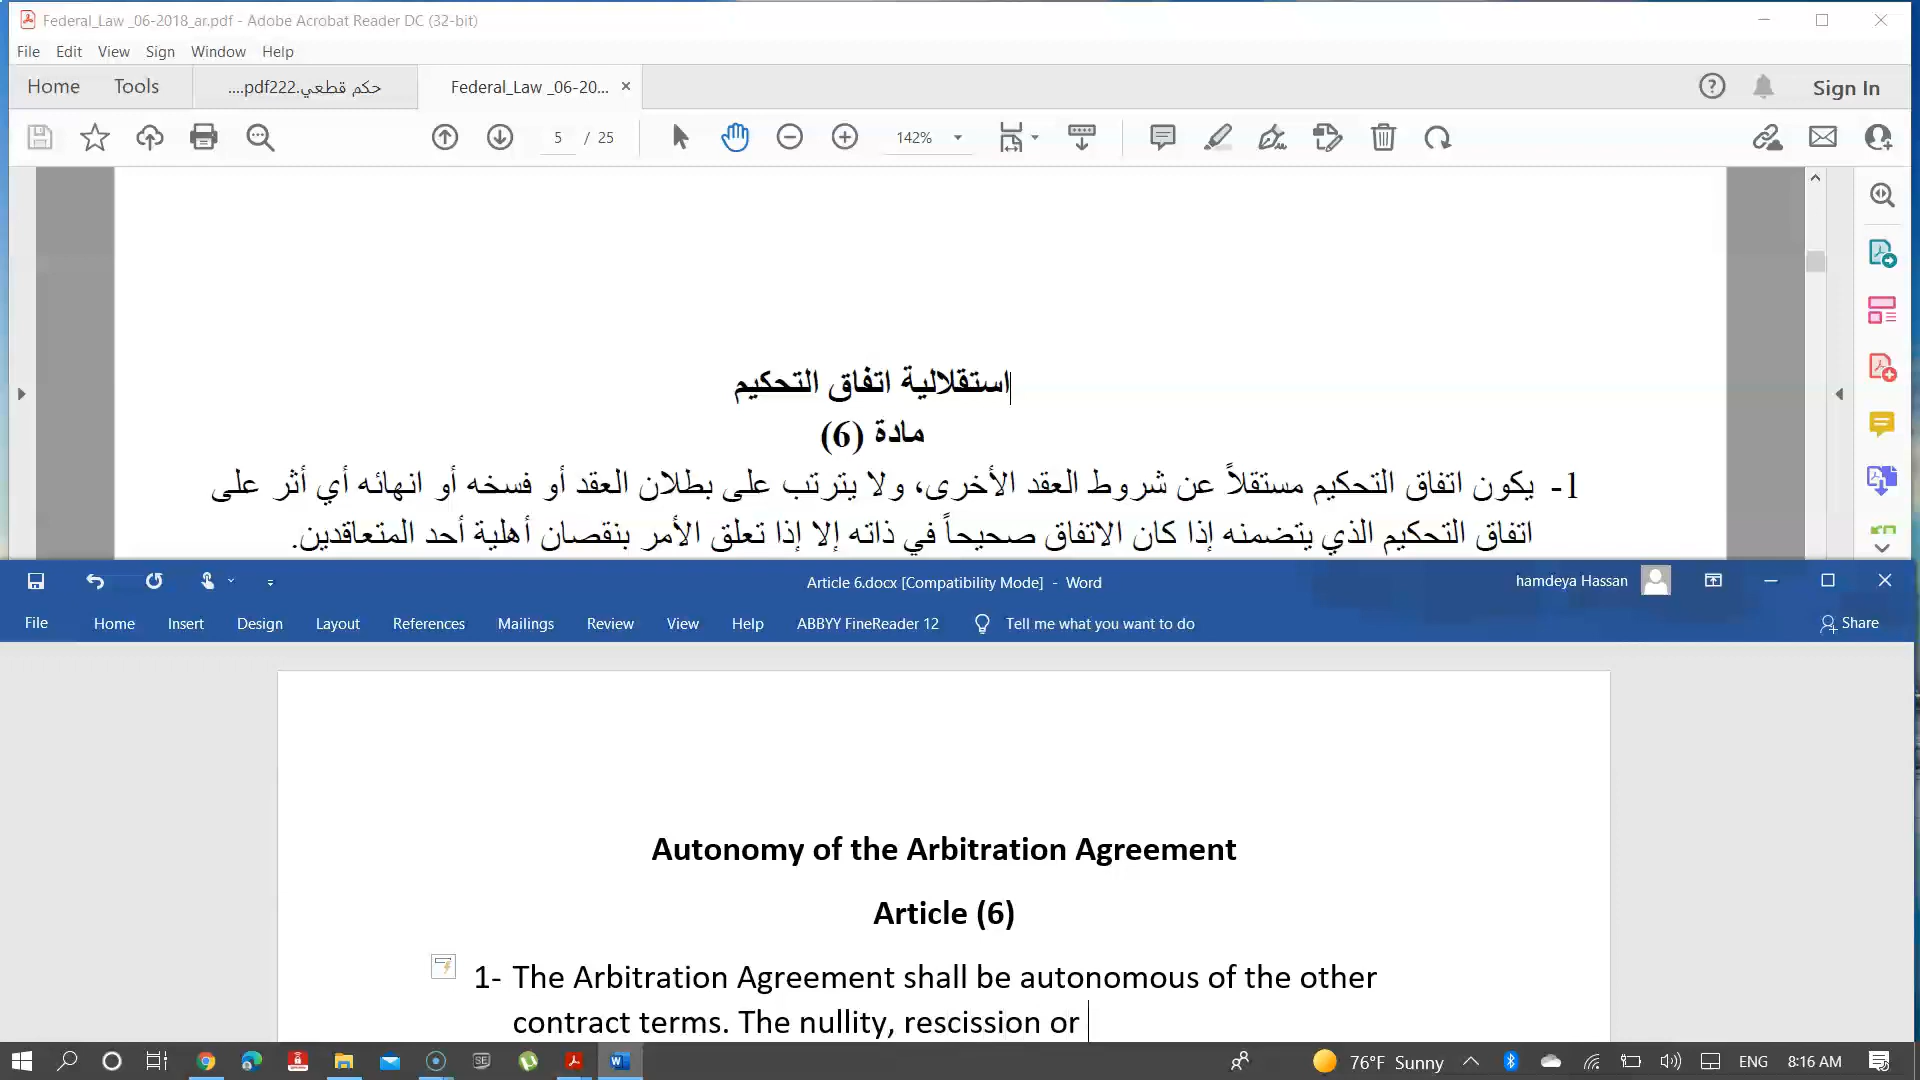 Federal_Law _06-2018_ar.pdf - Adobe Acrobat Reader DC (32-bit)
File Edit View Sign Window Help
Home Tools حكم قطعي.pdf222.... Federal_Law _06-20... × Sign In
5 / 25 142%
استقلالية اتفاق التحكيم
مادة (6)
1- يكون اتفاق التحكيم مستقلاً عن شروط العقد الأخرى، ولا يترتب على بطلان العقد أو فسخه أو انهائه أي أثر على
اتفاق التحكيم الذي يتضمنه إذا كان الاتفاق صحيحاً في ذاته إلا إذا تعلق الأمر بنقصان أهلية أحد المتعاقدين.
Article 6.docx [Compatibility Mode] - Word hamdeya Hassan
File Home Insert Design Layout References Mailings Review View Help ABBYY FineReader 12 Tell me what you want to do Share
Autonomy of the Arbitration Agreement
Article (6)
1- The Arbitration Agreement shall be autonomous of the other
contract terms. The nullity, rescission or
SE 76°F Sunny ENG 8:16 AM